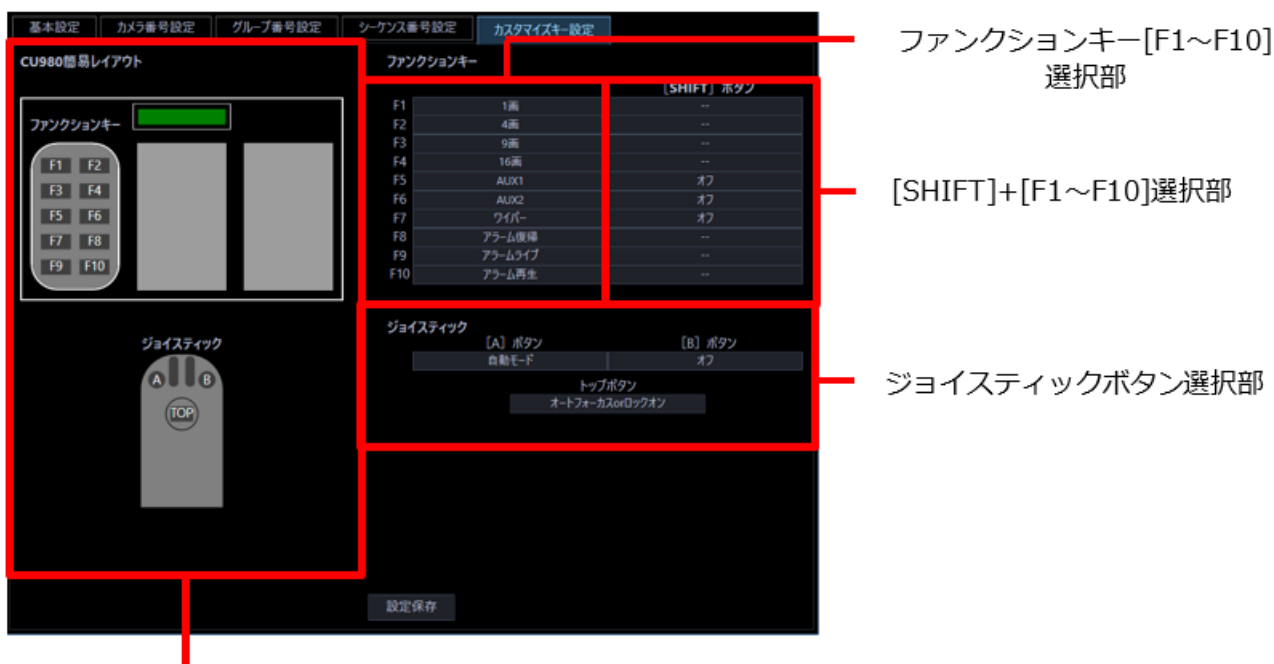 基本設定 カメラ番号設定 グループ番号設定 シーケンス番号設定 カスタマイズキー設定
CU980簡易レイアウト
ファンクションキー
F1 F2
F3 F4
F5 F6
F7 F8
F9 F10
ジョイスティック
A B
TOP
ファンクションキー
[SHIFT] ボタン
F1 1画 --
F2 4画 --
F3 9画 --
F4 16画 --
F5 AUX1 オフ
F6 AUX2 オフ
F7 ワイパー オフ
F8 アラーム復帰 --
F9 アラームライブ --
F10 アラーム再生 --
ジョイスティック
[A] ボタン [B] ボタン
自動モード オフ
トップボタン
オートフォーカスorロックオン
設定保存
ファンクションキー[F1～F10]
選択部
[SHIFT]+[F1～F10]選択部
ジョイスティックボタン選択部